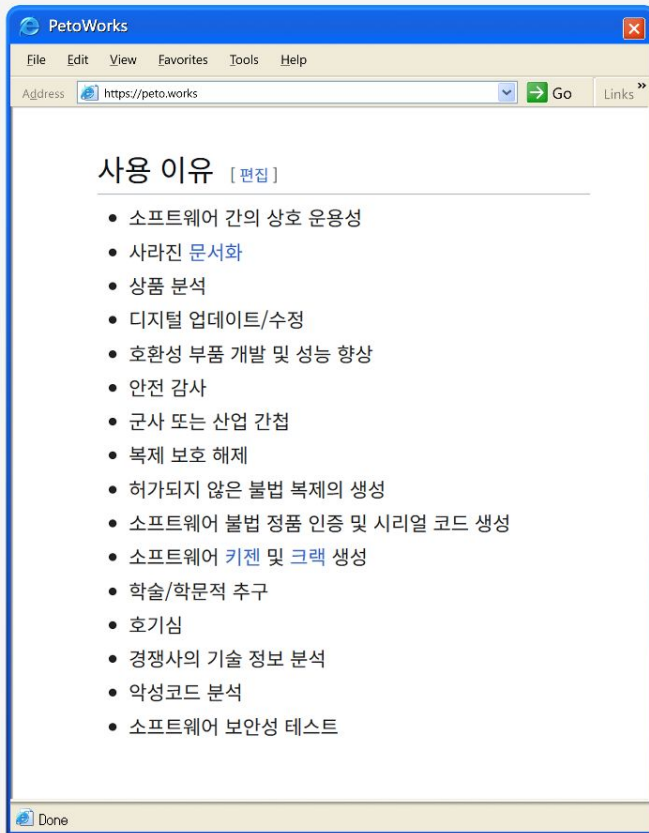 PetoWorks
File Edit View Favorites Tools Help
Address https://peto.works Go Links »
사용 이유 [ 편집 ]
• 소프트웨어 간의 상호 운용성
• 사라진 문서화
• 상품 분석
• 디지털 업데이트/수정
• 호환성 부품 개발 및 성능 향상
• 안전 감사
• 군사 또는 산업 간첩
• 복제 보호 해제
• 허가되지 않은 불법 복제의 생성
• 소프트웨어 불법 정품 인증 및 시리얼 코드 생성
• 소프트웨어 키젠 및 크랙 생성
• 학술/학문적 추구
• 호기심
• 경쟁사의 기술 정보 분석
• 악성코드 분석
• 소프트웨어 보안성 테스트
Done